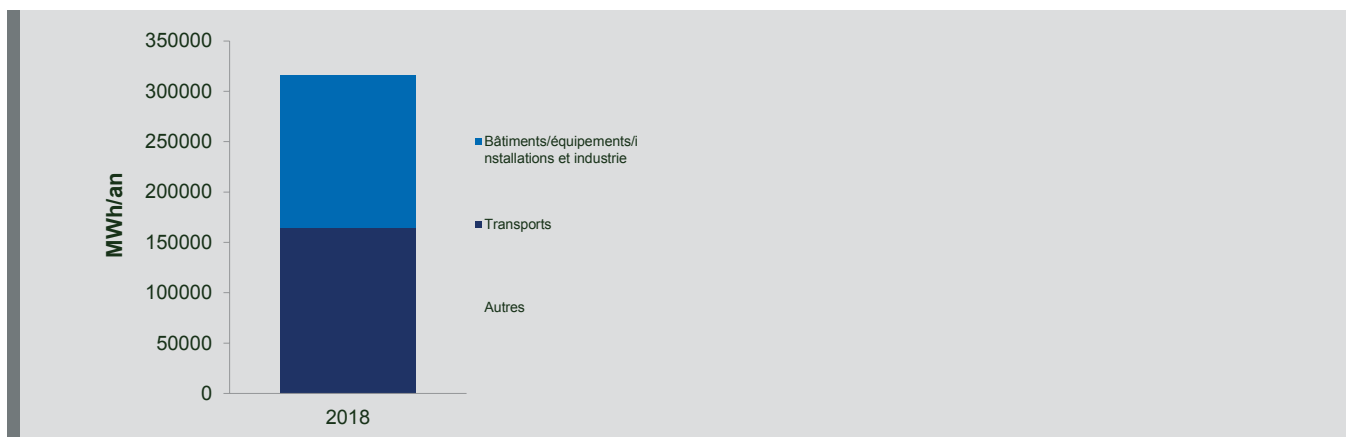 350000
300000
250000
200000
150000
100000
50000
0
MWh/an
2018
Bâtiments/équipements/i
nstallations et industrie
Transports
Autres